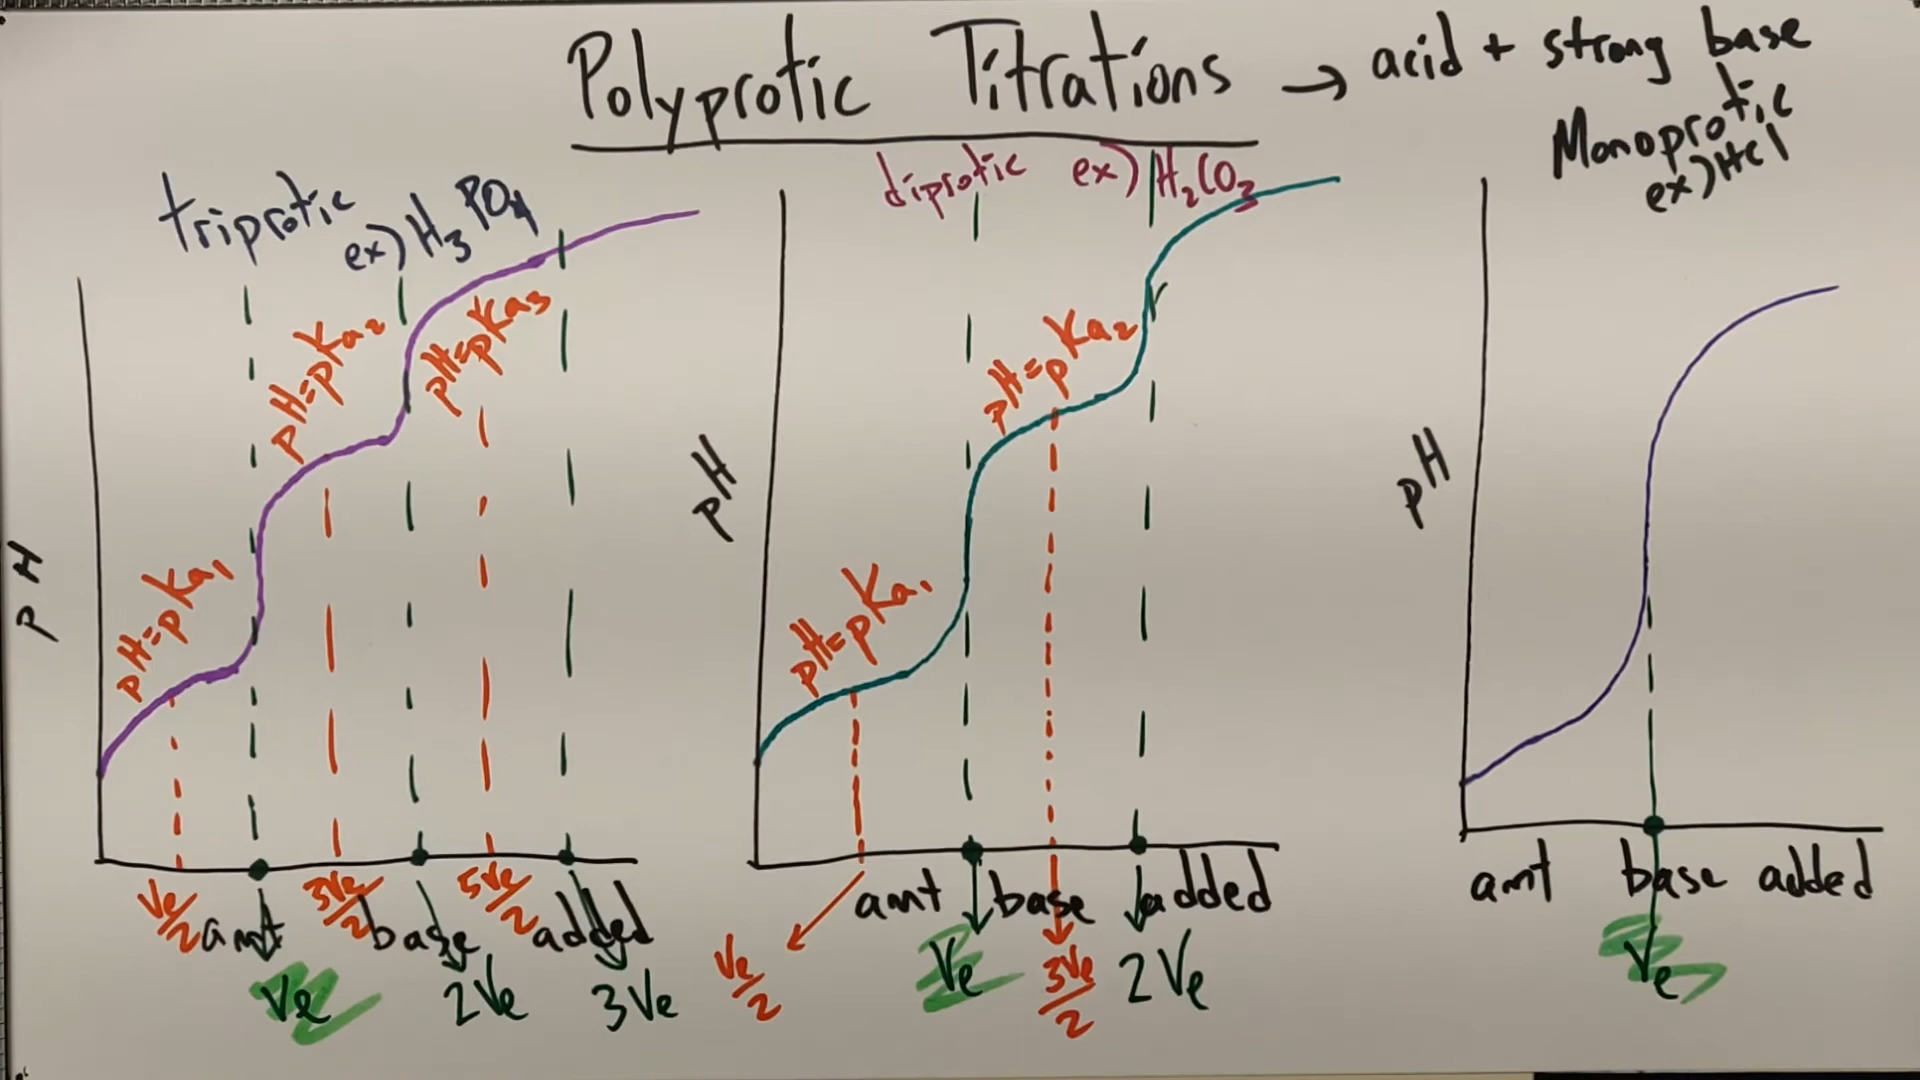 Polyprotic Titrations → acid + strong base
triprotic
ex) H₃PO₄
pH
pH=pKa₁
pH=pKa₂
pH=pKa₃
Ve/2
3Ve/2
5Ve/2
amt base added
Ve
2Ve
3Ve
diprotic ex) H₂CO₃
pH
pH=pKa₁
pH=pKa₂
amt base added
Ve/2
Ve
3Ve/2
2Ve
Monoprotic
ex) HCl
pH
amt base added
Ve